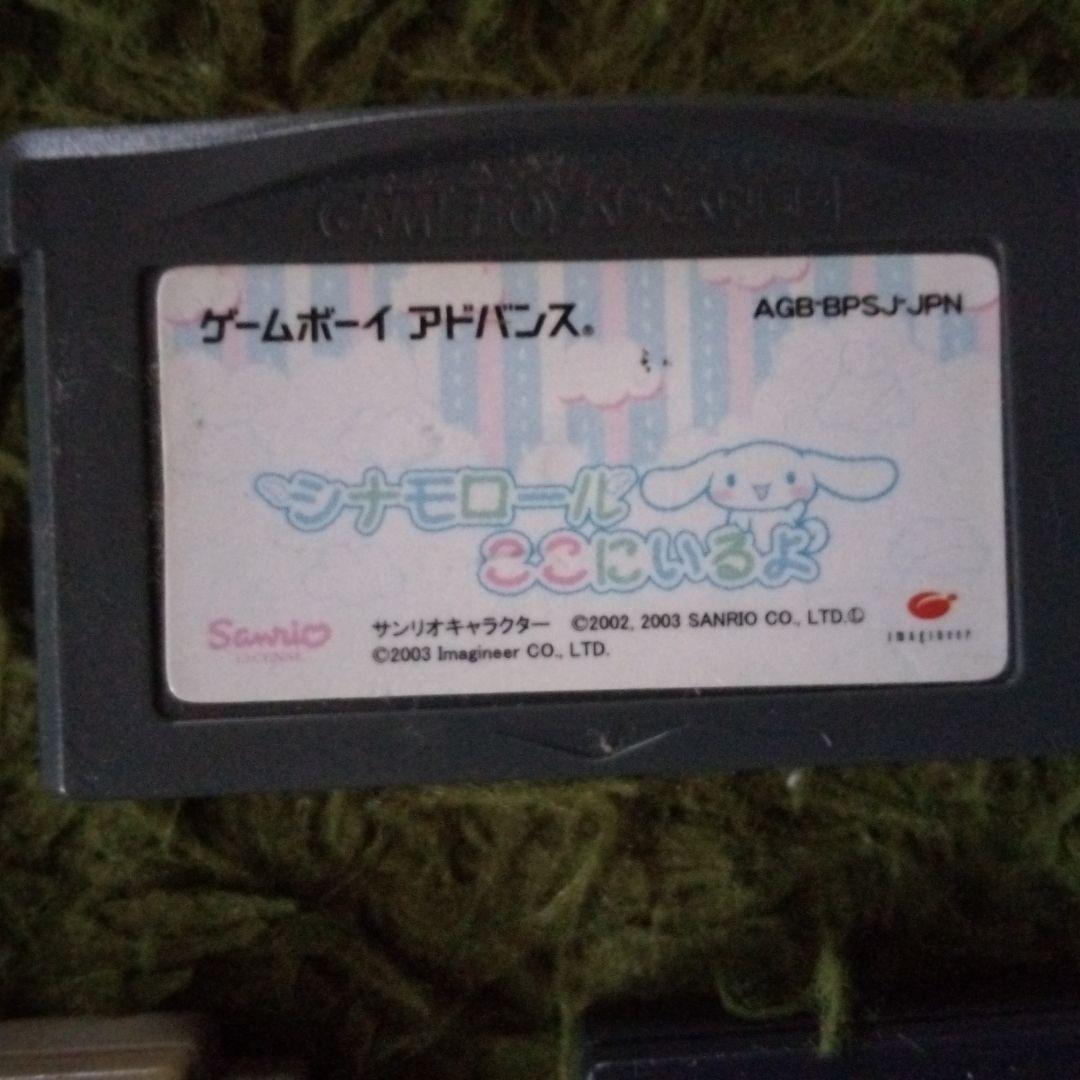 GAME BOY ADVANCE
ゲームボーイ アドバンス®
AGB-BPSJ-JPN
シナモロール
ここにいるよ
Sanrio
サンリオキャラクター ©2002, 2003 SANRIO CO., LTD.Ⓛ
©2003 Imagineer CO., LTD.
imagineer